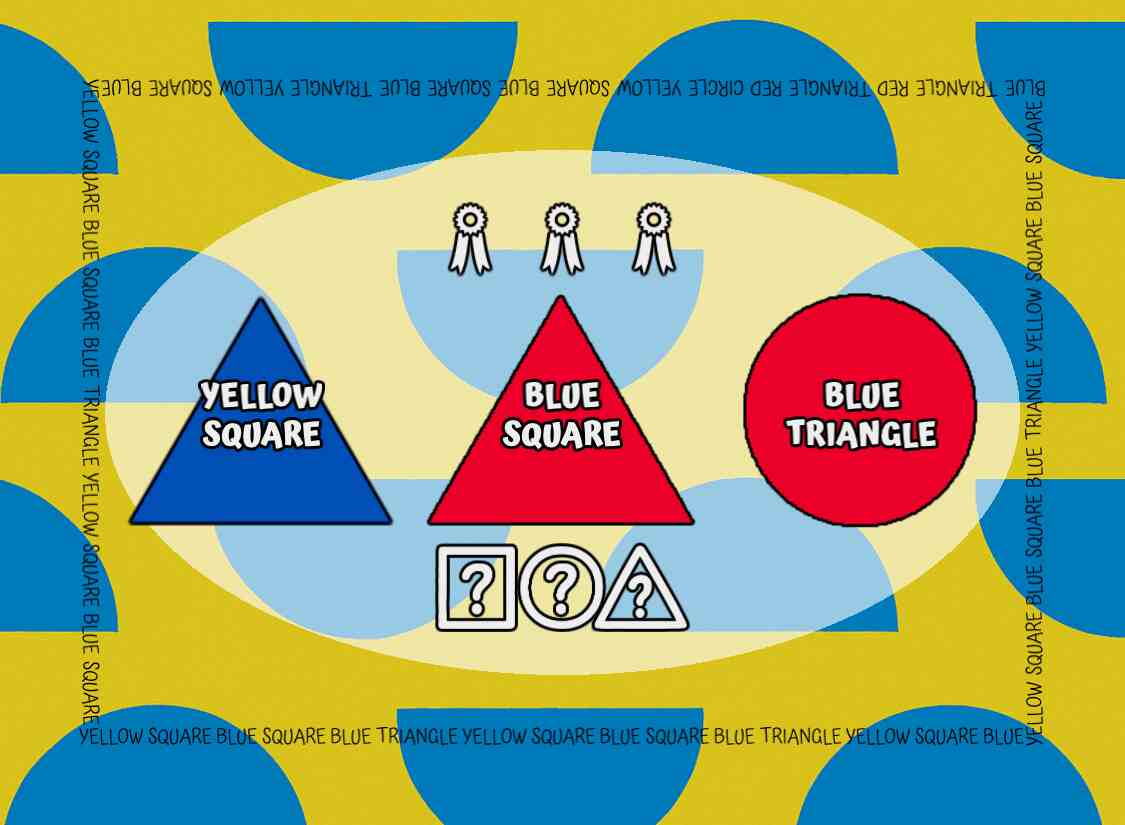 BLUE TRIANGLE RED TRIANGLE RED CIRCLE YELLOW SQUARE BLUE SQUARE BLUE TRIANGLE YELLOW SQUARE BLUE
YELLOW SQUARE BLUE SQUARE BLUE TRIANGLE YELLOW SQUARE BLUE SQUARE
YELLOW
SQUARE
BLUE
SQUARE
BLUE
TRIANGLE
? ? ?
YELLOW SQUARE BLUE SQUARE BLUE TRIANGLE YELLOW SQUARE BLUE SQUARE
YELLOW SQUARE BLUE SQUARE BLUE TRIANGLE YELLOW SQUARE BLUE SQUARE BLUE TRIANGLE YELLOW SQUARE BLUE